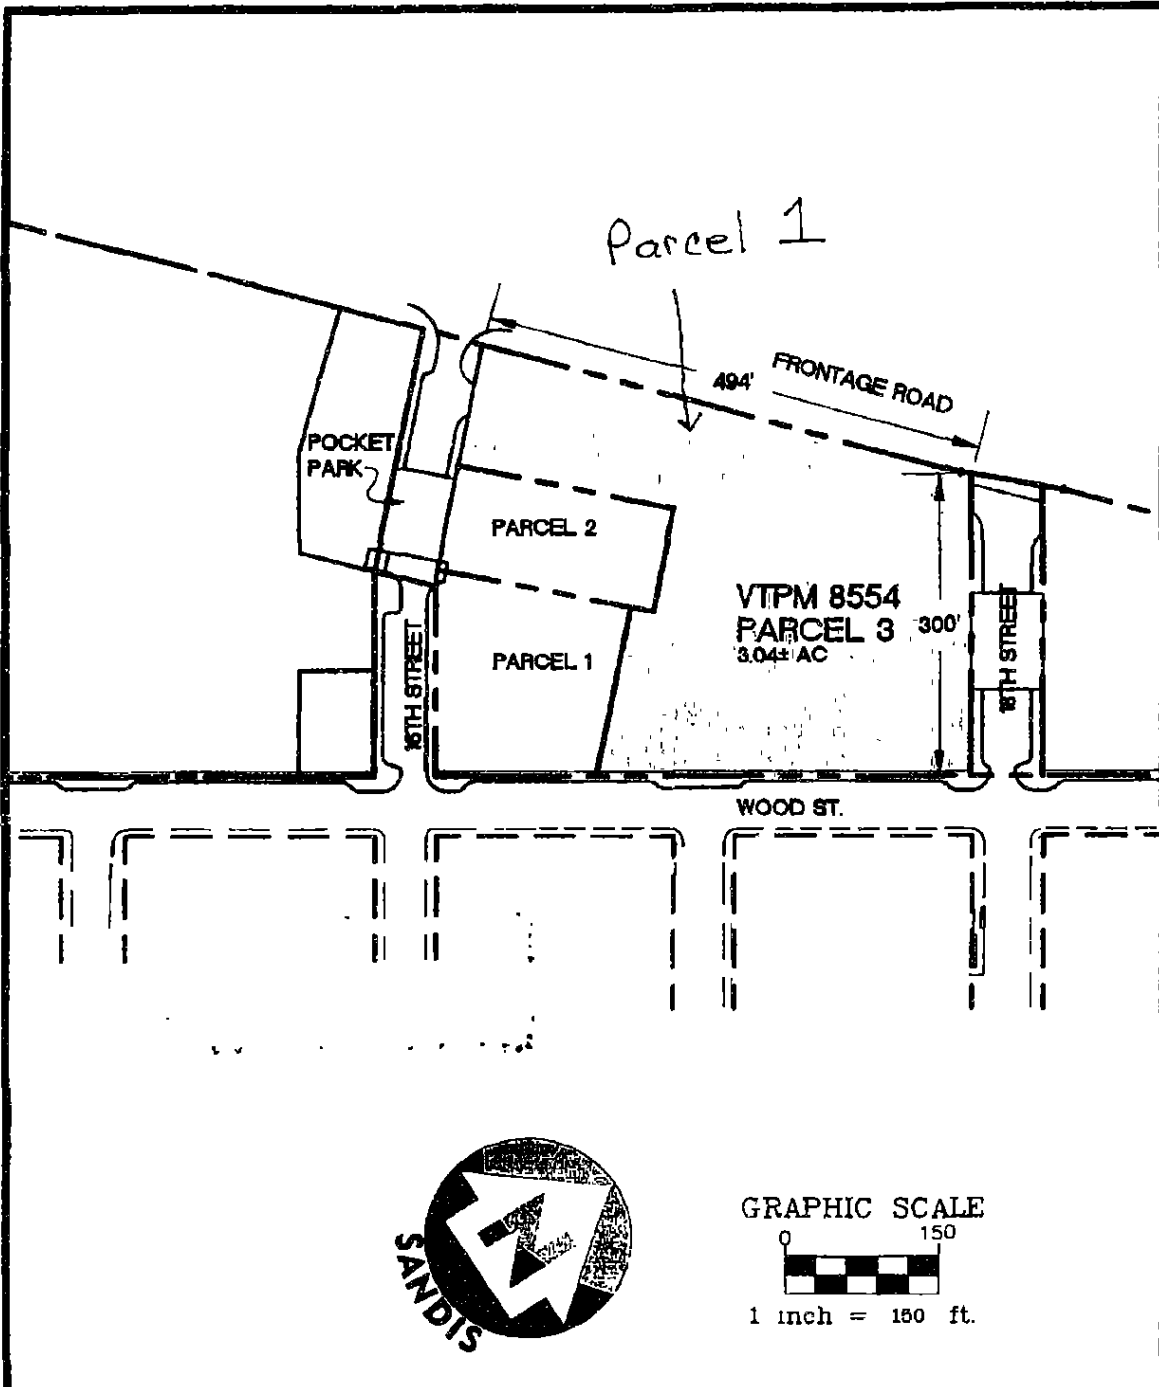 Parcel 1
494'
FRONTAGE ROAD
POCKET
PARK
PARCEL 2
VTPM 8554
PARCEL 3
3.04± AC
300'
PARCEL 1
16TH STREET
18TH STREET
WOOD ST.
SANDIS
GRAPHIC SCALE
0 150
1 inch = 150 ft.